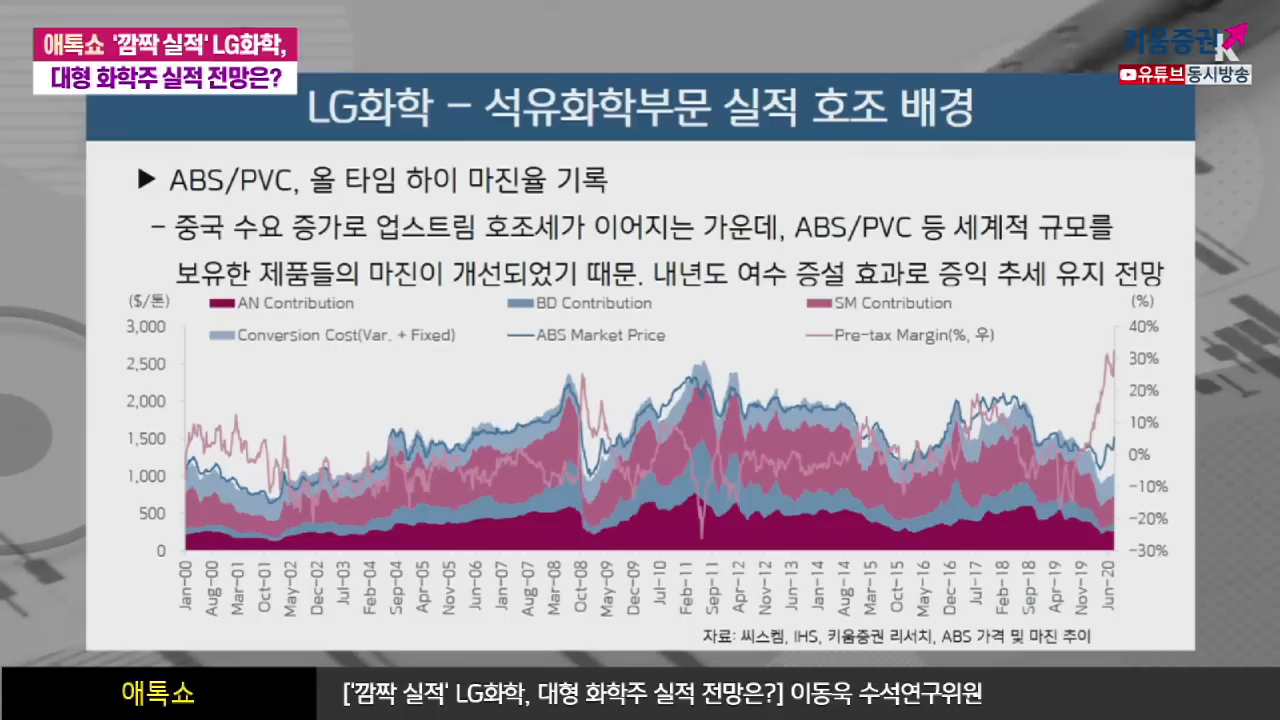 애톡쇼 '깜짝 실적' LG화학,
대형 화학주 실적 전망은?
키움증권
유튜브동시방송
LG화학 - 석유화학부문 실적 호조 배경
▶ ABS/PVC, 올 타임 하이 마진율 기록
- 중국 수요 증가로 업스트림 호조세가 이어지는 가운데, ABS/PVC 등 세계적 규모를
보유한 제품들의 마진이 개선되었기 때문. 내년도 여수 증설 효과로 증익 추세 유지 전망
($/톤) AN Contribution BD Contribution SM Contribution (%)
Conversion Cost(Var. + Fixed) ABS Market Price Pre-tax Margin(%, 우)
3,000 40%
2,500 30%
2,000 20%
1,500 10%
1,000 0%
500 -10%
-20%
0 -30%
Jan-00 Aug-00 Mar-01 Oct-01 May-02 Dec-02 Jul-03 Feb-04 Sep-04 Apr-05 Nov-05 Jun-06 Jan-07 Aug-07 Mar-08 Oct-08 May-09 Dec-09 Jul-10 Feb-11 Sep-11 Apr-12 Nov-12 Jun-13 Jan-14 Aug-14 Mar-15 Oct-15 May-16 Dec-16 Jul-17 Feb-18 Sep-18 Apr-19 Nov-19 Jun-20
자료: 씨스켐, IHS, 키움증권 리서치, ABS 가격 및 마진 추이
애톡쇼
['깜짝 실적' LG화학, 대형 화학주 실적 전망은?] 이동욱 수석연구위원